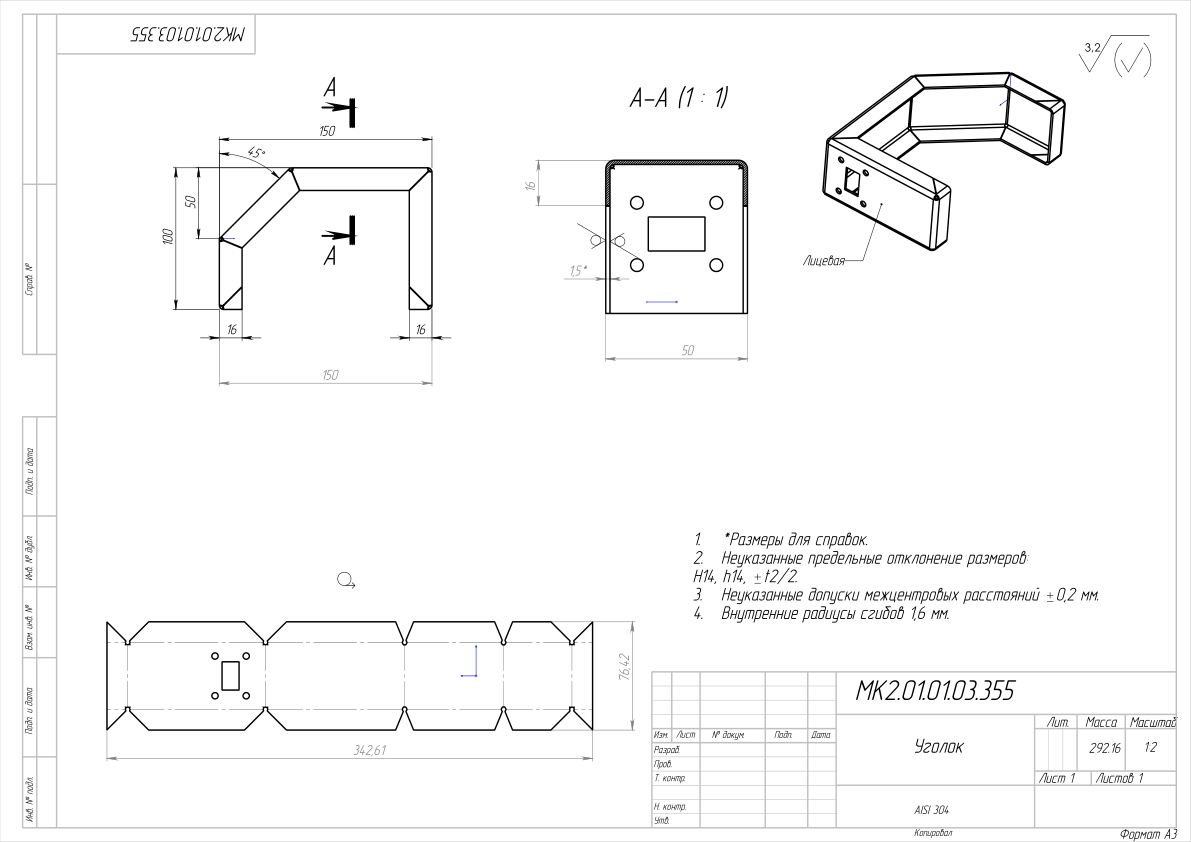 МК2.01.01.03.355
3,2
А
150
45°
50
100
А
16
16
150
А-А (1 : 1)
16
1,5*
50
Лицевая
76,42
342,61
1. *Размеры для справок.
2. Неуказанные предельные отклонение размеров:
H14, h14, ±t2/2.
3. Неуказанные допуски межцентровых расстояний ±0,2 мм.
4. Внутренние радиусы сгибов 1,6 мм.
Справ. №
Подп. и дата
Инв. № дубл.
Взам. инв. №
Подп. и дата
Инв. № подл.
МК2.01.01.03.355
Изм. Лист № докум. Подп. Дата
Разраб.
Пров.
Т. контр.
Н. контр.
Утв.
Уголок
Лит. Масса Масштаб
292.16 1:2
Лист 1 Листов 1
AISI 304
Копировал Формат А3